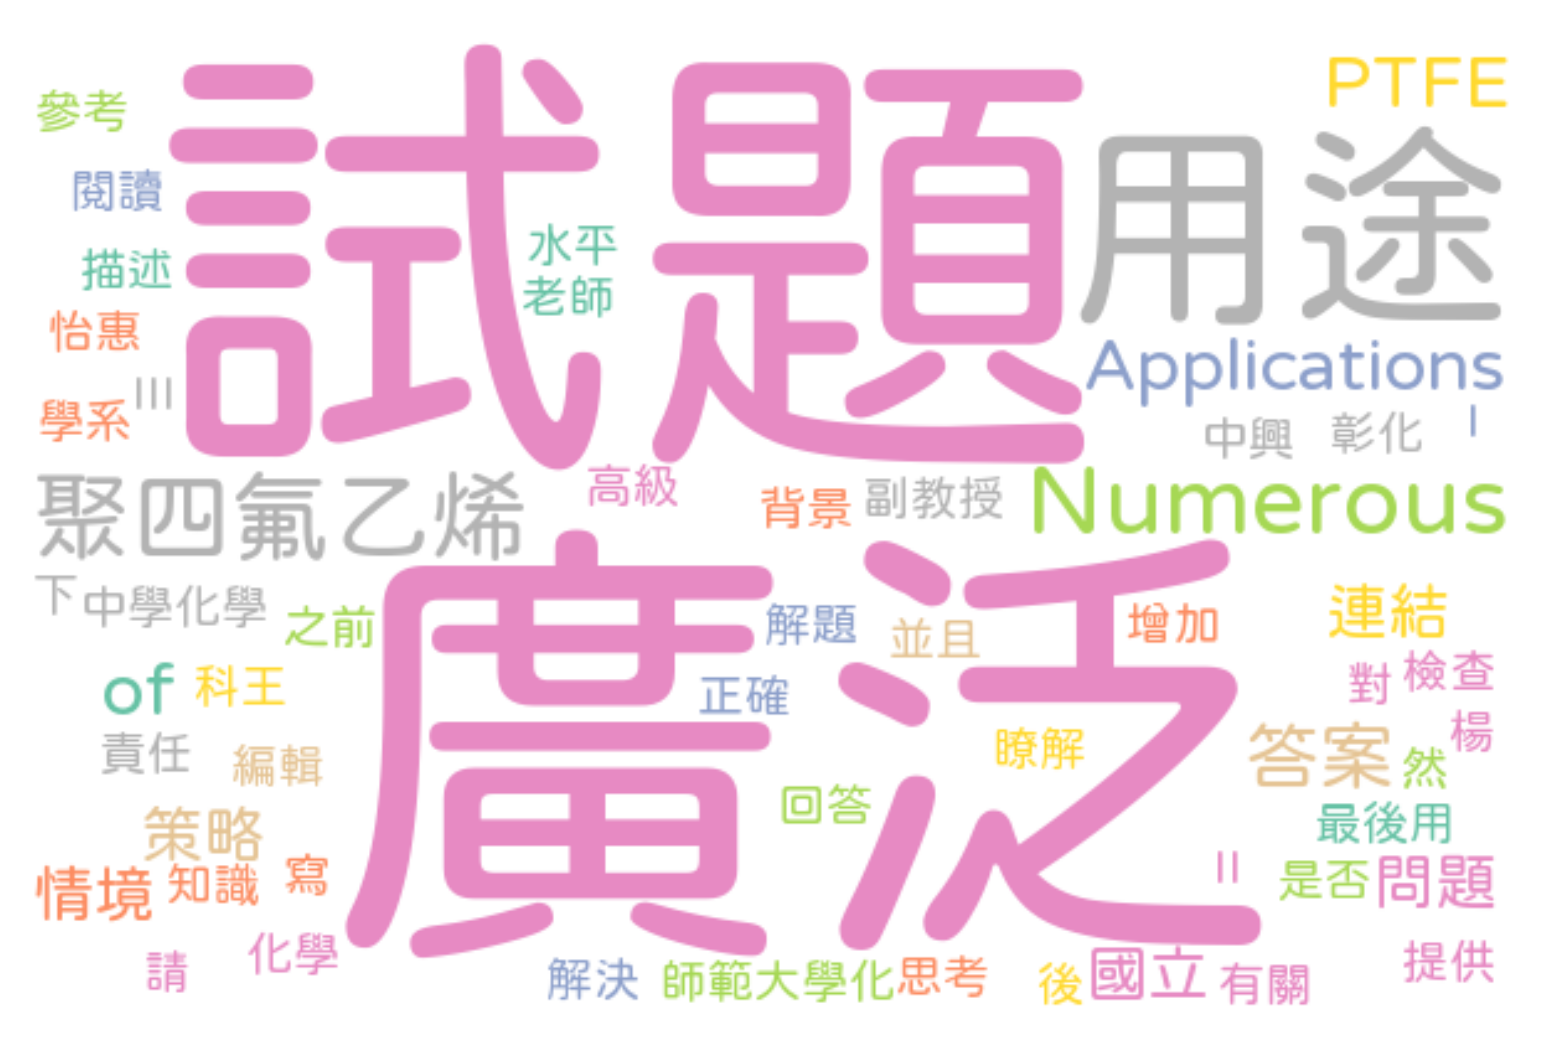 試題
PTFE
參考
用途
閱讀
水平
描述
老師
怡惠
Applications
III
學系
I
中興
彰化
高級
聚四氟乙烯
背景
副教授
Numerous
廣泛
下
中學化學
之前
解題
並且
增加
連結
of
科王
正確
對
檢查
楊
責任
編輯
瞭解
答案
然
回答
策略
最後用
情境
知識
寫
II
是否
問題
請
化學
解決
師範大學化
思考
後
國立
有關
提供